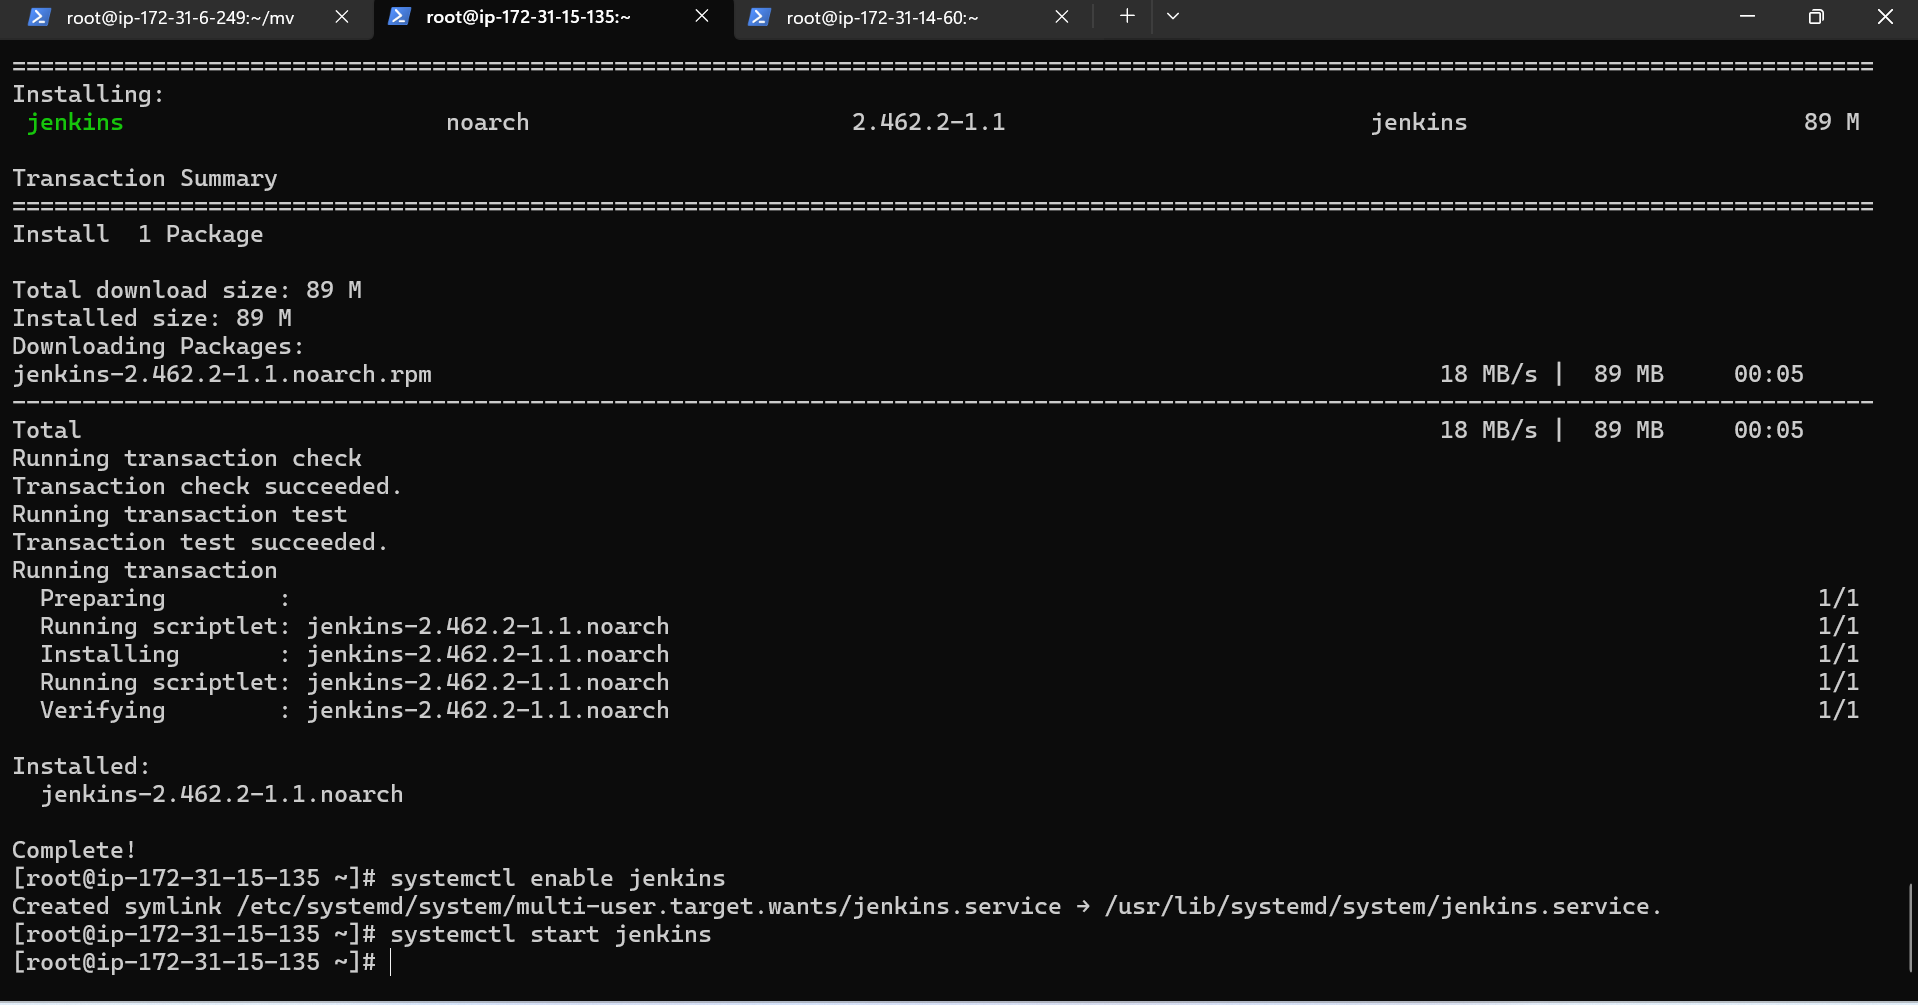 root@ip-172-31-6-249:~/mv
root@ip-172-31-15-135:~
root@ip-172-31-14-60:~
=====================================================================================================================================
Installing:
 jenkins                       noarch                       2.462.2-1.1                          jenkins                        89 M

Transaction Summary
=====================================================================================================================================
Install  1 Package

Total download size: 89 M
Installed size: 89 M
Downloading Packages:
jenkins-2.462.2-1.1.noarch.rpm                                                                        18 MB/s |  89 MB     00:05
-------------------------------------------------------------------------------------------------------------------------------------
Total                                                                                                 18 MB/s |  89 MB     00:05
Running transaction check
Transaction check succeeded.
Running transaction test
Transaction test succeeded.
Running transaction
  Preparing        :                                                                                                             1/1
  Running scriptlet: jenkins-2.462.2-1.1.noarch                                                                                  1/1
  Installing       : jenkins-2.462.2-1.1.noarch                                                                                  1/1
  Running scriptlet: jenkins-2.462.2-1.1.noarch                                                                                  1/1
  Verifying        : jenkins-2.462.2-1.1.noarch                                                                                  1/1

Installed:
  jenkins-2.462.2-1.1.noarch

Complete!
[root@ip-172-31-15-135 ~]# systemctl enable jenkins
Created symlink /etc/systemd/system/multi-user.target.wants/jenkins.service → /usr/lib/systemd/system/jenkins.service.
[root@ip-172-31-15-135 ~]# systemctl start jenkins
[root@ip-172-31-15-135 ~]#